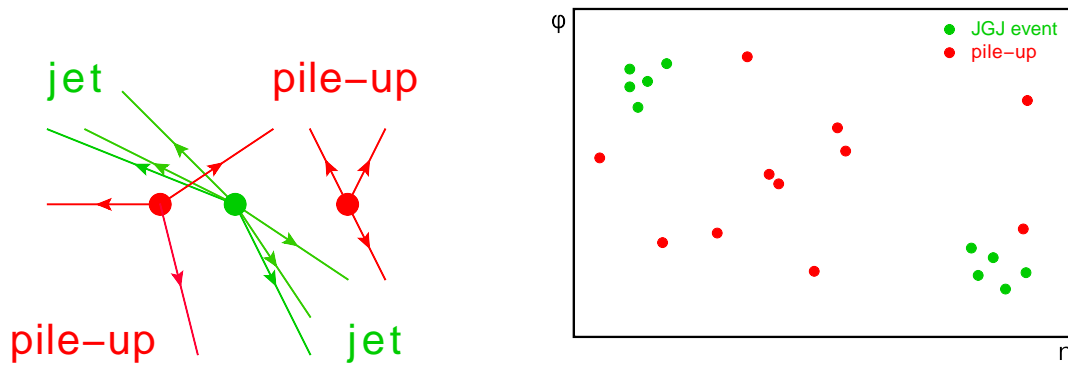 jet
pile-up
pile-up
jet
φ
JGJ event
pile-up
η